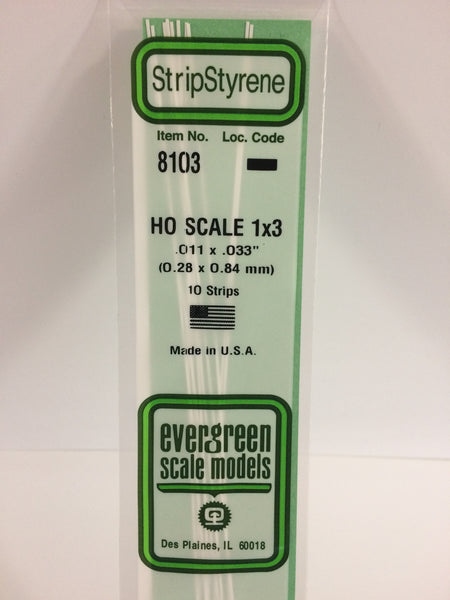 StripStyrene
Item No. Loc. Code
8103
HO SCALE 1x3
.011 x .033"
(0.28 x 0.84 mm)
10 Strips
Made in U.S.A.
evergreen
scale models
Des Plaines, IL 60018